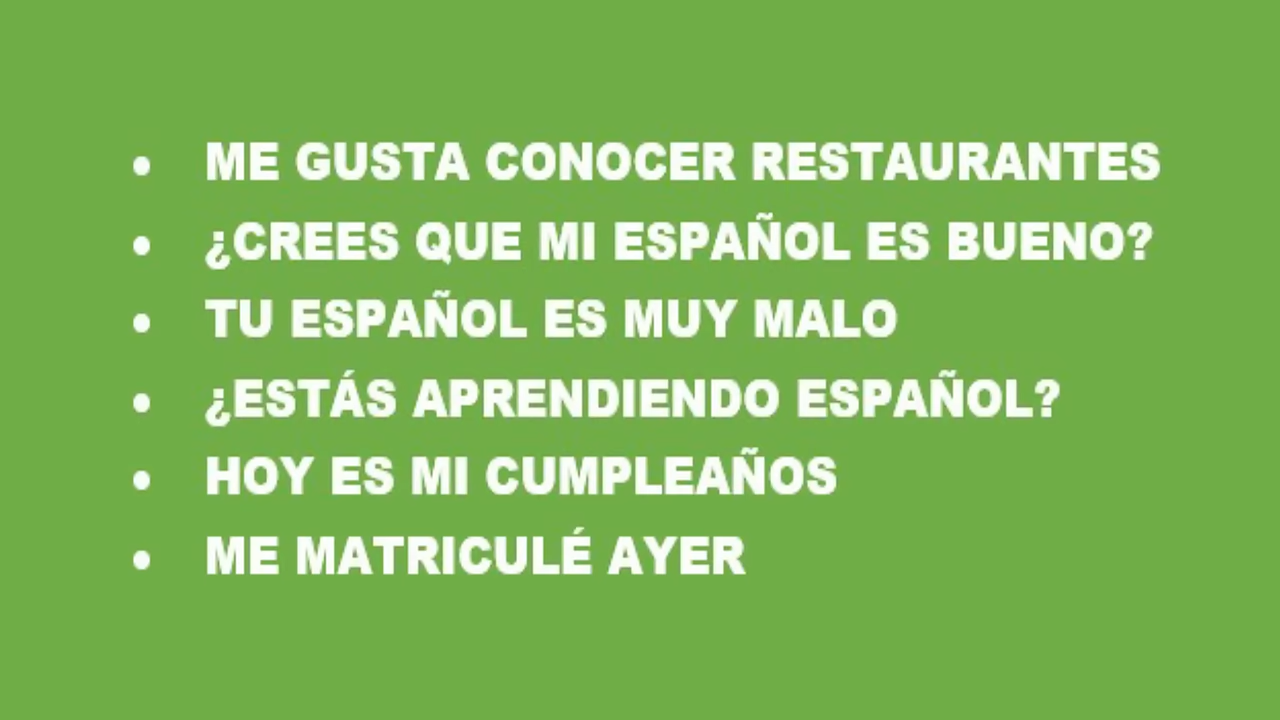 • ME GUSTA CONOCER RESTAURANTES
• ¿CREES QUE MI ESPAÑOL ES BUENO?
• TU ESPAÑOL ES MUY MALO
• ¿ESTÁS APRENDIENDO ESPAÑOL?
• HOY ES MI CUMPLEAÑOS
• ME MATRICULÉ AYER